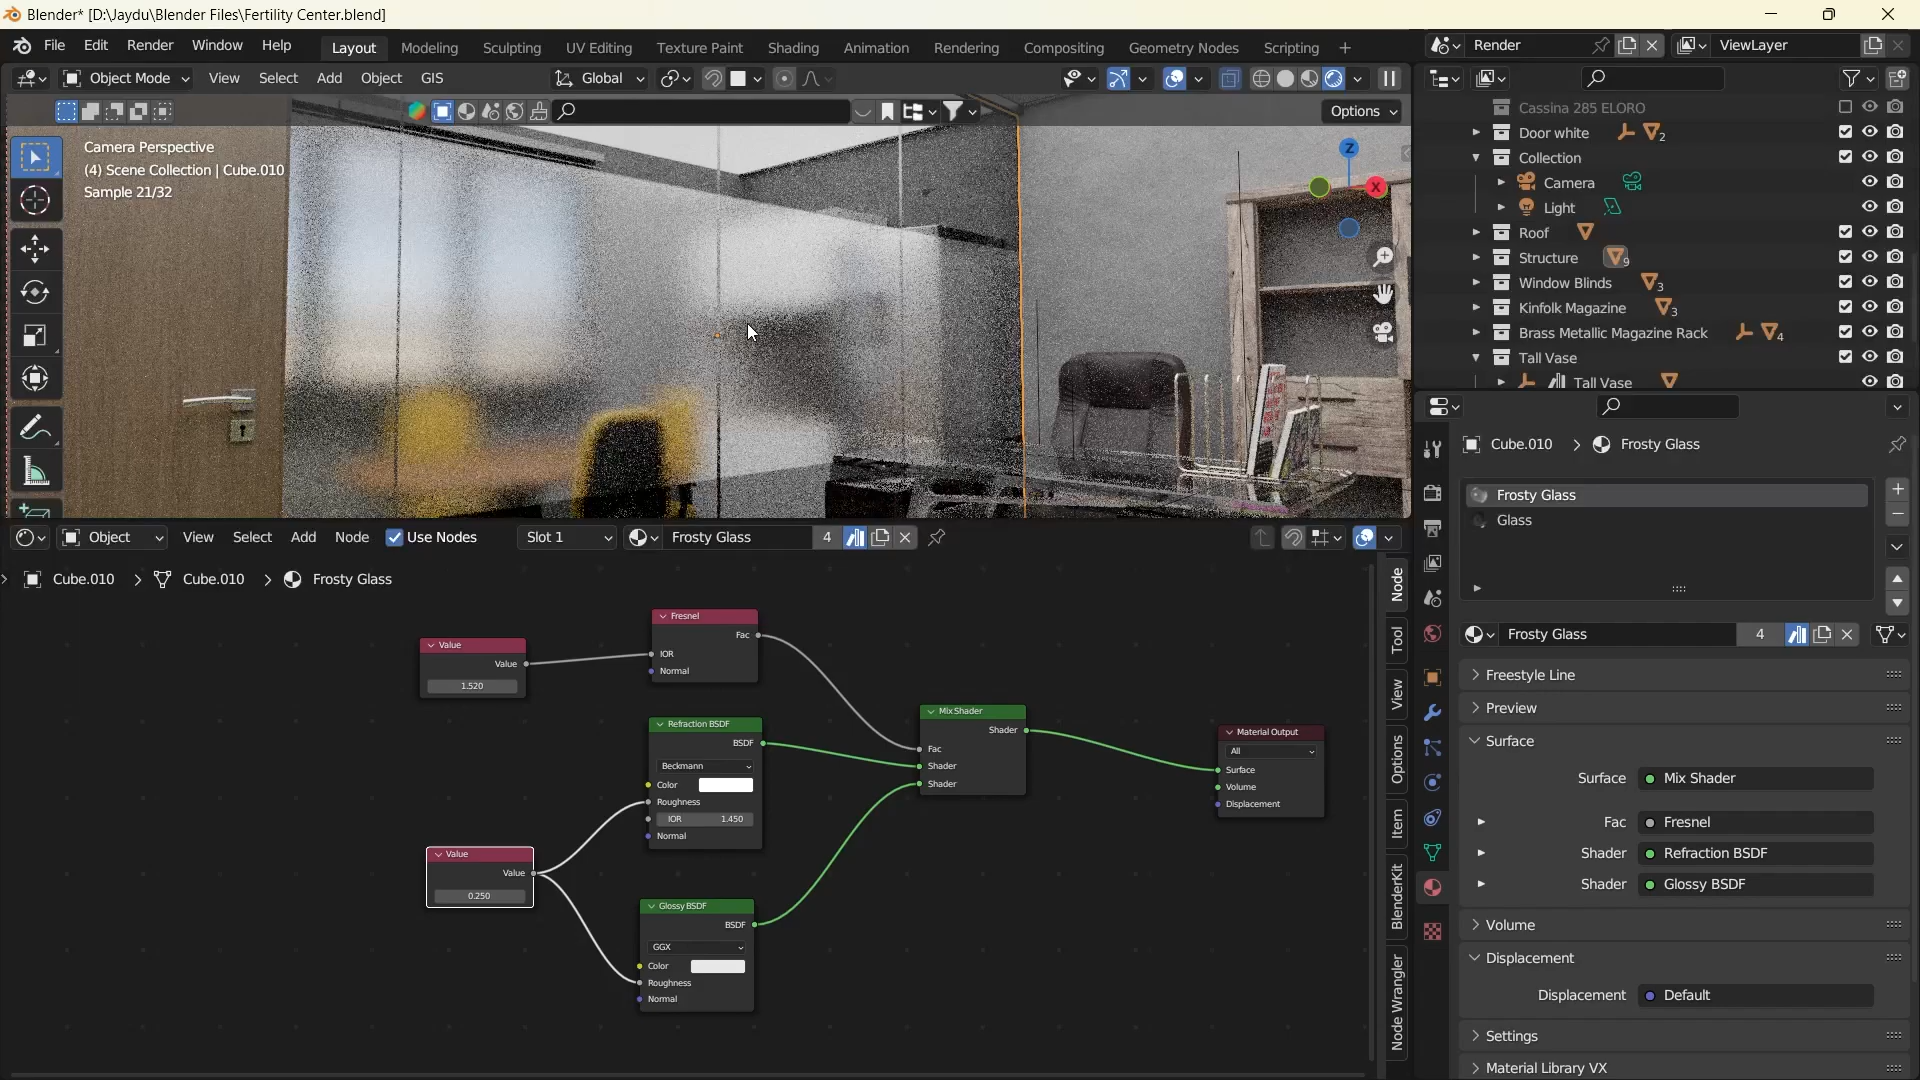 Blender* [D:\Jaydu\Blender Files\Fertility Center.blend]
File Edit Render Window Help
Layout Modeling Sculpting UV Editing Texture Paint Shading Animation Rendering Compositing Geometry Nodes Scripting +
Render
ViewLayer
Object Mode View Select Add Object GIS
Global
Options
Camera Perspective
(4) Scene Collection | Cube.010
Sample 21/32
Z
X
Cassina 285 ELORO
Door white 2
Collection
Camera
Light
Roof
Structure 9
Window Blinds 3
Kinfolk Magazine 3
Brass Metallic Magazine Rack 4
Tall Vase
Tall Vase
Object View Select Add Node Use Nodes Slot 1 Frosty Glass 4
Cube.010 > Cube.010 > Frosty Glass
Value
Value
1.520
Fresnel
Fac
IOR
Normal
Refraction BSDF
BSDF
Beckmann
Color
Roughness
IOR 1.450
Normal
Value
Value
0.250
Glossy BSDF
BSDF
GGX
Color
Roughness
Normal
Mix Shader
Shader
Fac
Shader
Shader
Material Output
All
Surface
Volume
Displacement
Node
Tool
View
Options
Item
BlenderKit
Node Wrangler
Cube.010 > Frosty Glass
Frosty Glass
Glass
Frosty Glass 4
Freestyle Line
Preview
Surface
Surface Mix Shader
Fac Fresnel
Shader Refraction BSDF
Shader Glossy BSDF
Volume
Displacement
Displacement Default
Settings
Material Library VX